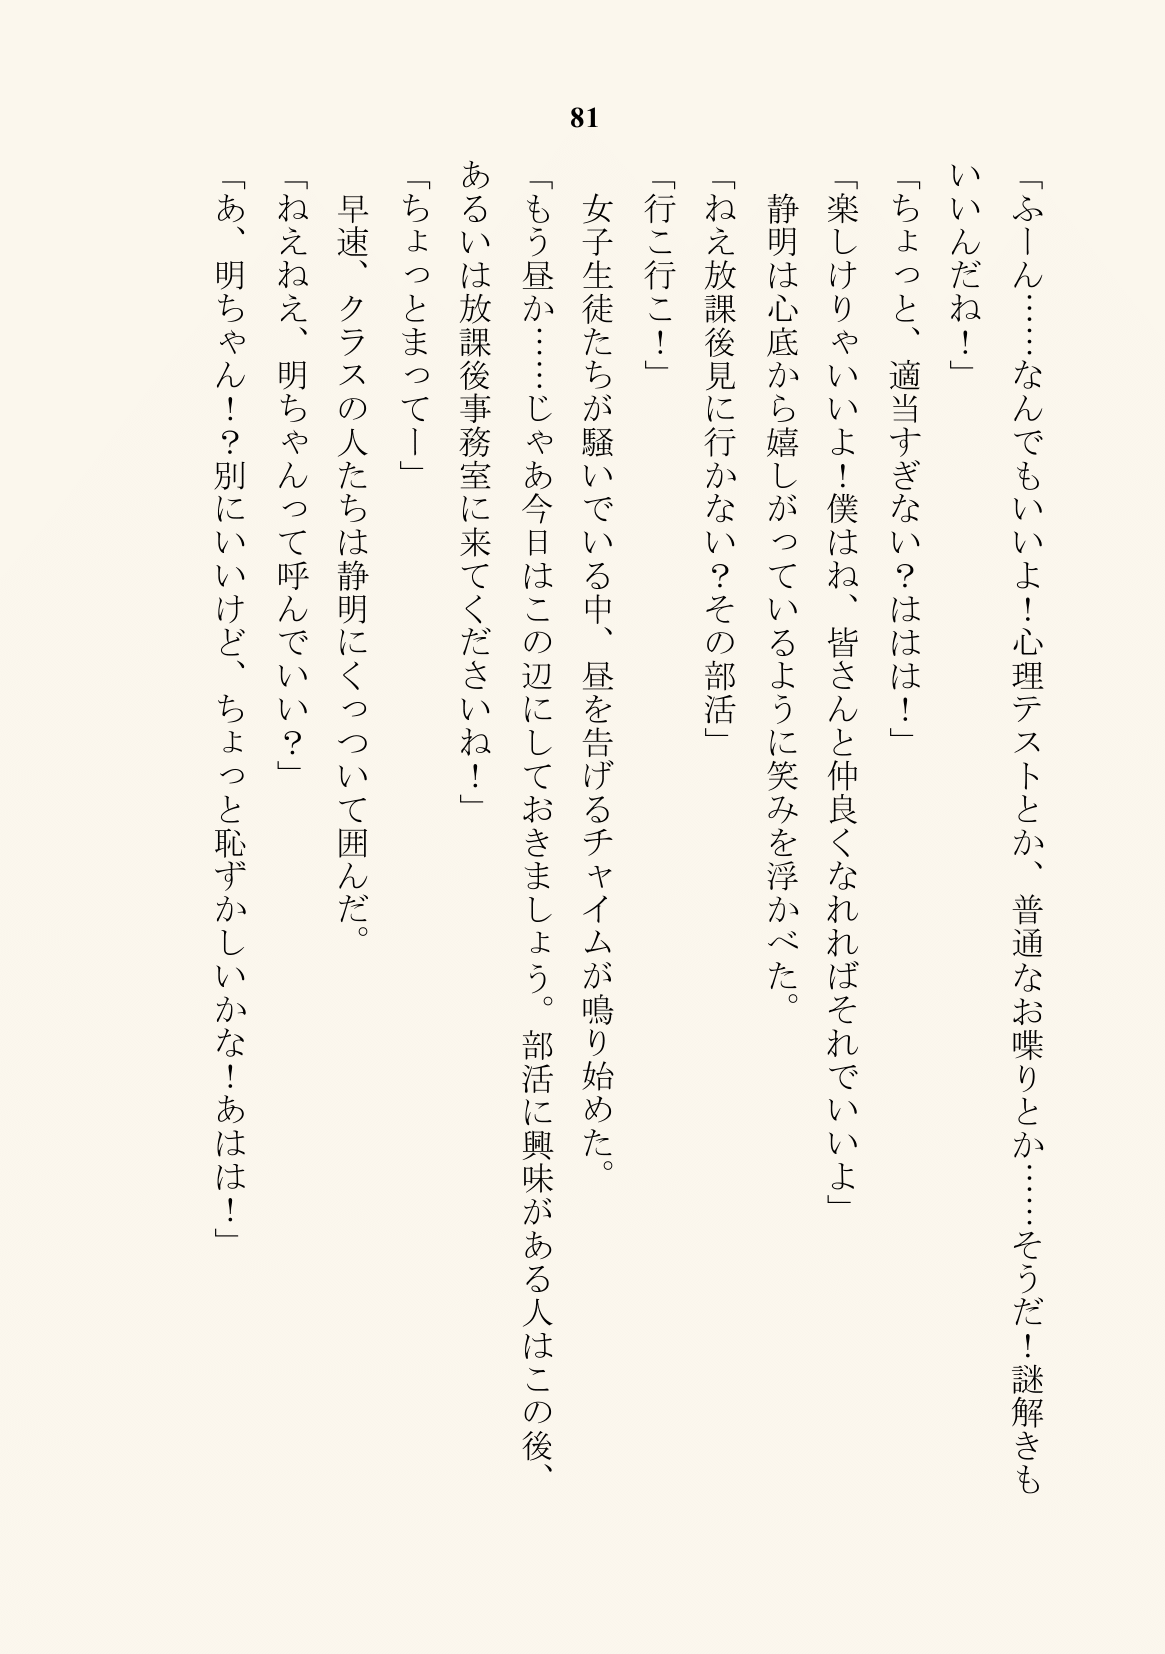 81
「ふーん……なんでもいいよ！心理テストとか、普通なお喋りとか……そうだ！謎解きも
いいんだね！」
「ちょっと、適当すぎない？ははは！」
「楽しけりゃいいよ！僕はね、皆さんと仲良くなれればそれでいいよ」
　静明は心底から嬉しがっているように笑みを浮かべた。
「ねえ放課後見に行かない？その部活」
「行こ行こ！」
　女子生徒たちが騒いでいる中、昼を告げるチャイムが鳴り始めた。
「もう昼か……じゃあ今日はこの辺にしておきましょう。部活に興味がある人はこの後、
あるいは放課後事務室に来てくださいね！」
「ちょっとまってー」
　早速、クラスの人たちは静明にくっついて囲んだ。
「ねえねえ、明ちゃんって呼んでいい？」
「あ、明ちゃん！？別にいいけど、ちょっと恥ずかしいかな！あはは！」